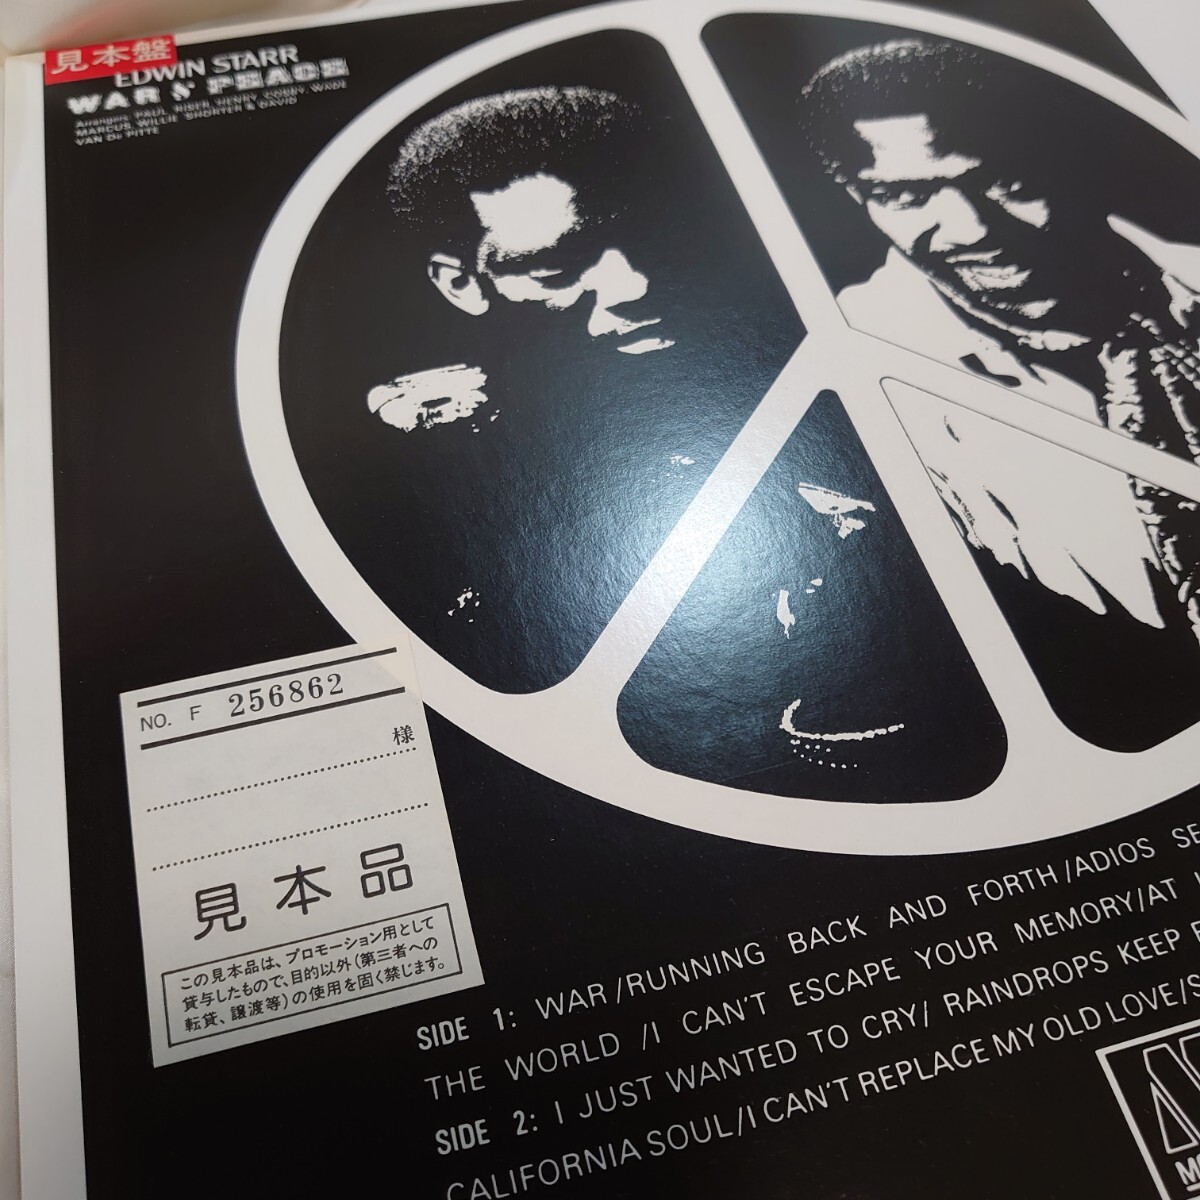 見本盤
EDWIN STARR
WAR & PEACE
Arrangers: PAUL RISER, HENRY COSBY, WADE
MARCUS, WILLIE SHORTER & DAVID
VAN De PITTE
NO. F 256862
様
見本品
この見本品は、プロモーション用として
貸与したもので、目的以外(第三者への
転貸、譲渡等)の使用を固く禁じます。
SIDE 1: WAR/RUNNING BACK AND FORTH/ADIOS SE
THE WORLD/I CAN'T ESCAPE YOUR MEMORY/AT
SIDE 2: I JUST WANTED TO CRY/RAINDROPS KEEP
CALIFORNIA SOUL/I CAN'T REPLACE MY OLD LOVE/S